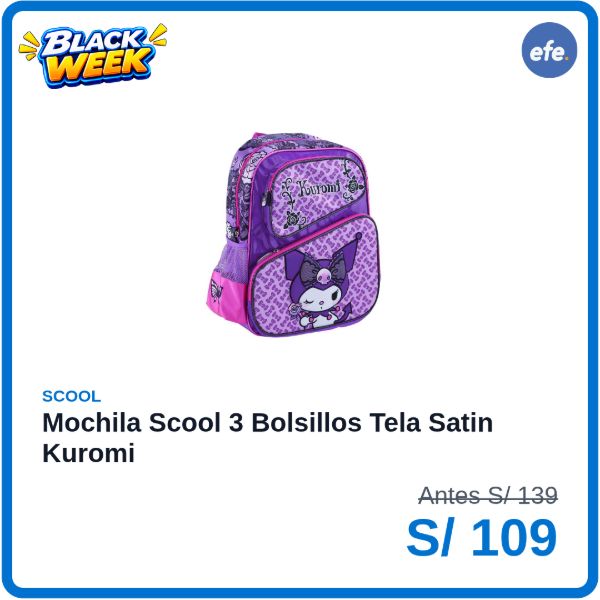 BLACK
WEEK
efe.
Kuromi
SCOOL
Mochila Scool 3 Bolsillos Tela Satin
Kuromi
Antes S/ 139
S/ 109